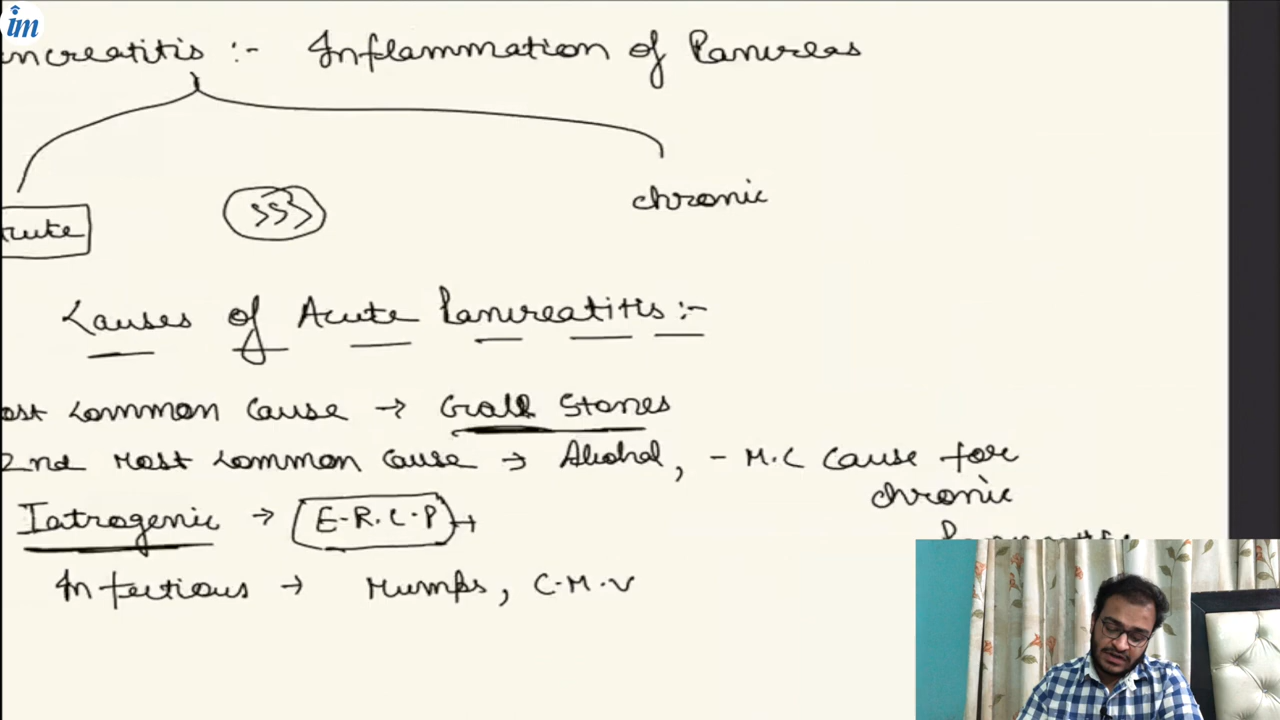 im
ncreatitis :- Inflammation of Pancreas
cute
chronic
Causes of Acute Pancreatitis :-
ost Common Cause → Gall Stones
2nd Most Common Cause → Alcohol, - M.C Cause for
chronic
Iatrogenic → E-R.C-P →
Infectious → Mumps, C.M.V